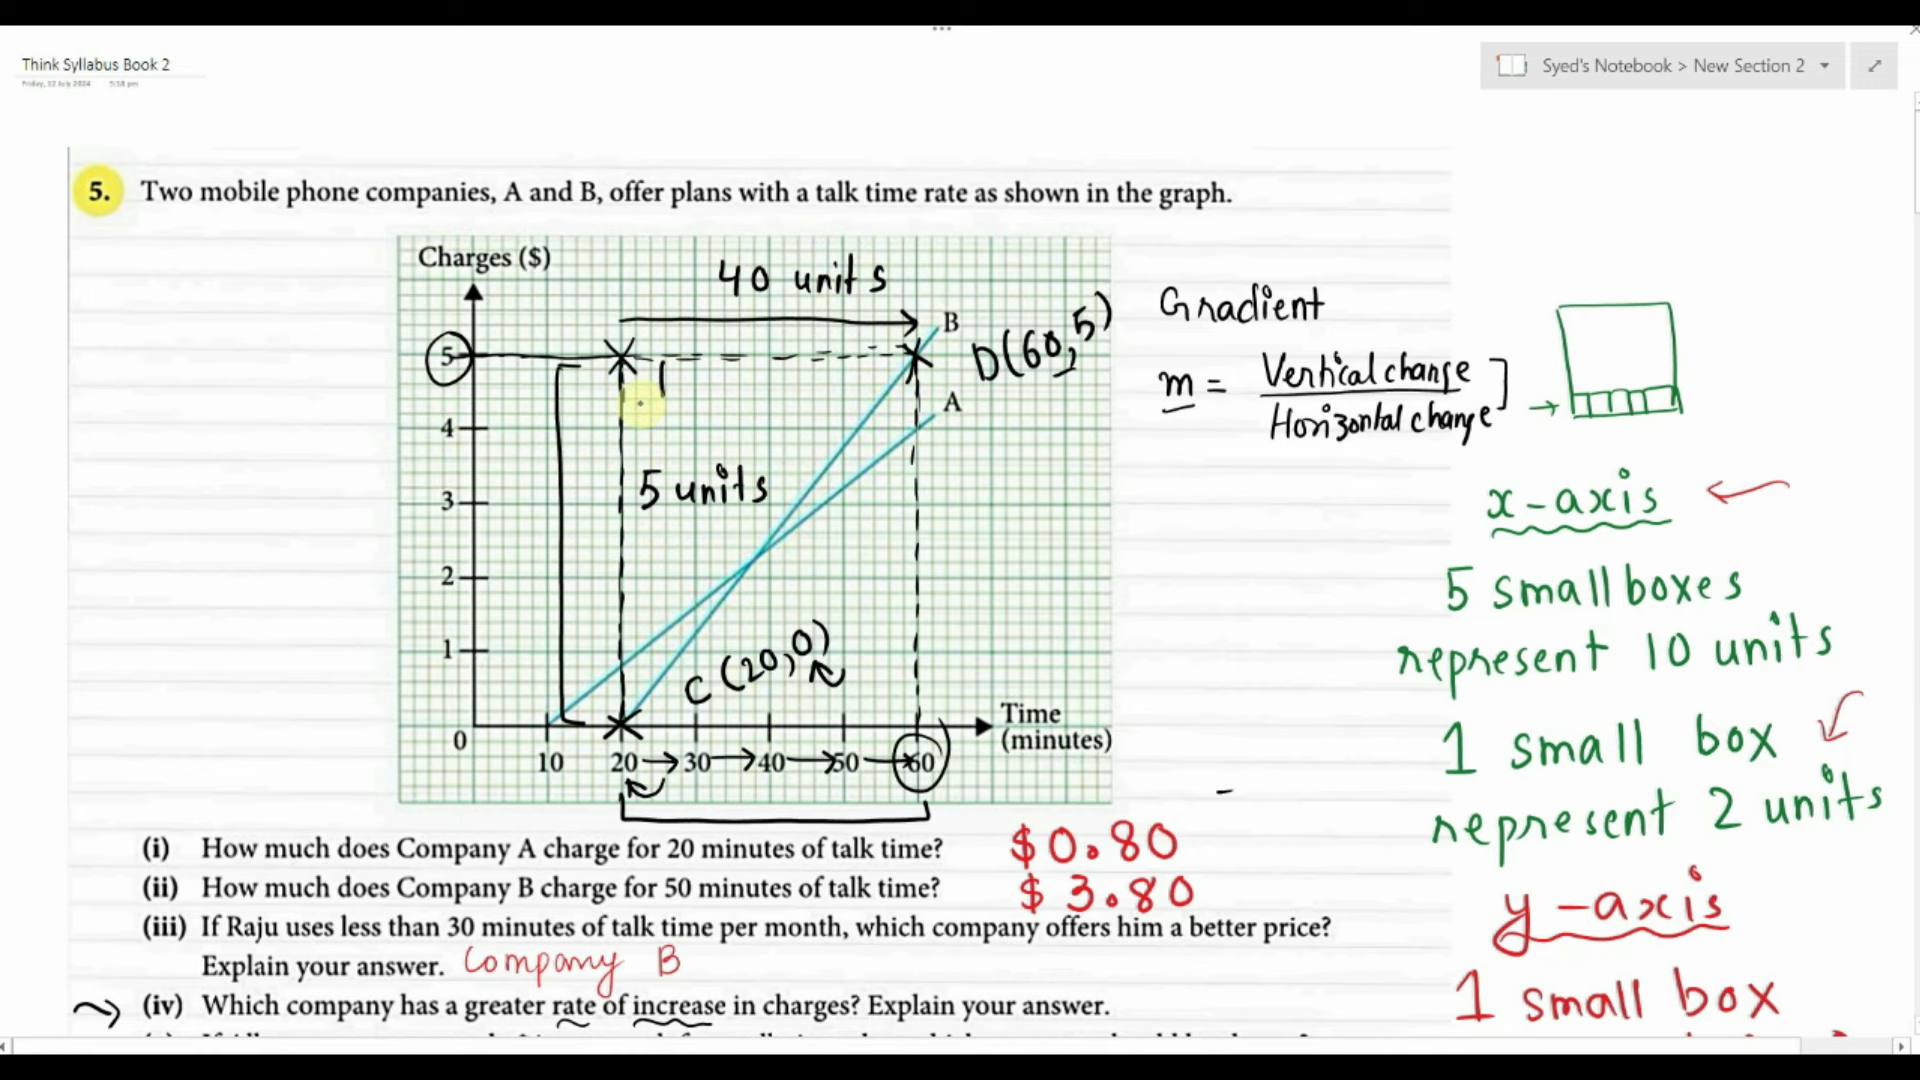 Think Syllabus Book 2
Friday, 12 July 2024 5:58 pm
Syed's Notebook > New Section 2
5. Two mobile phone companies, A and B, offer plans with a talk time rate as shown in the graph.
Charges ($)
40 units
B
D(60,5)
5
A
4
5 units
3
2
1
C (20,0)
Time
(minutes)
0
10 20 30 40 50 60
Gradient
m = Vertical change
Horizontal change
x-axis
5 small boxes
represent 10 units
1 small box
represent 2 units
y-axis
1 small box
(i) How much does Company A charge for 20 minutes of talk time? $0.80
(ii) How much does Company B charge for 50 minutes of talk time? $3.80
(iii) If Raju uses less than 30 minutes of talk time per month, which company offers him a better price?
Explain your answer. Company B
(iv) Which company has a greater rate of increase in charges? Explain your answer.